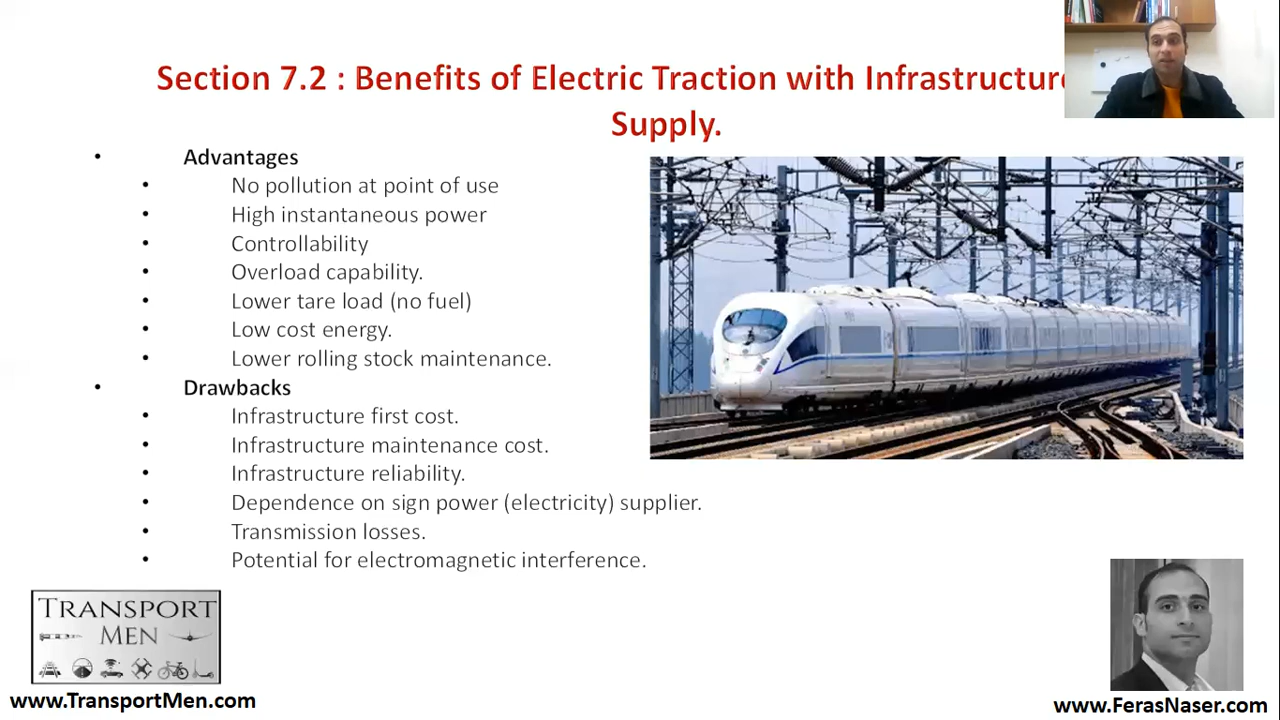 Section 7.2 : Benefits of Electric Traction with Infrastructure
Supply.
• Advantages
• No pollution at point of use
• High instantaneous power
• Controllability
• Overload capability.
• Lower tare load (no fuel)
• Low cost energy.
• Lower rolling stock maintenance.
• Drawbacks
• Infrastructure first cost.
• Infrastructure maintenance cost.
• Infrastructure reliability.
• Dependence on sign power (electricity) supplier.
• Transmission losses.
• Potential for electromagnetic interference.
TRANSPORT
MEN
www.TransportMen.com
www.FerasNaser.com